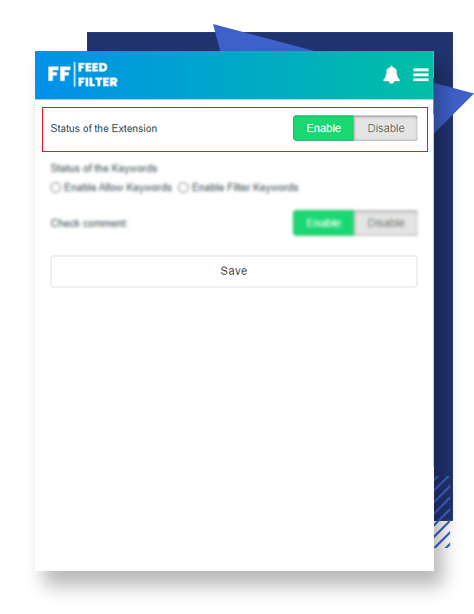 FF FEED
FILTER
Status of the Extension Enable Disable
Status of the Keywords
Enable Allow Keywords Enable Filter Keywords
Check comment: Enable Disable
Save